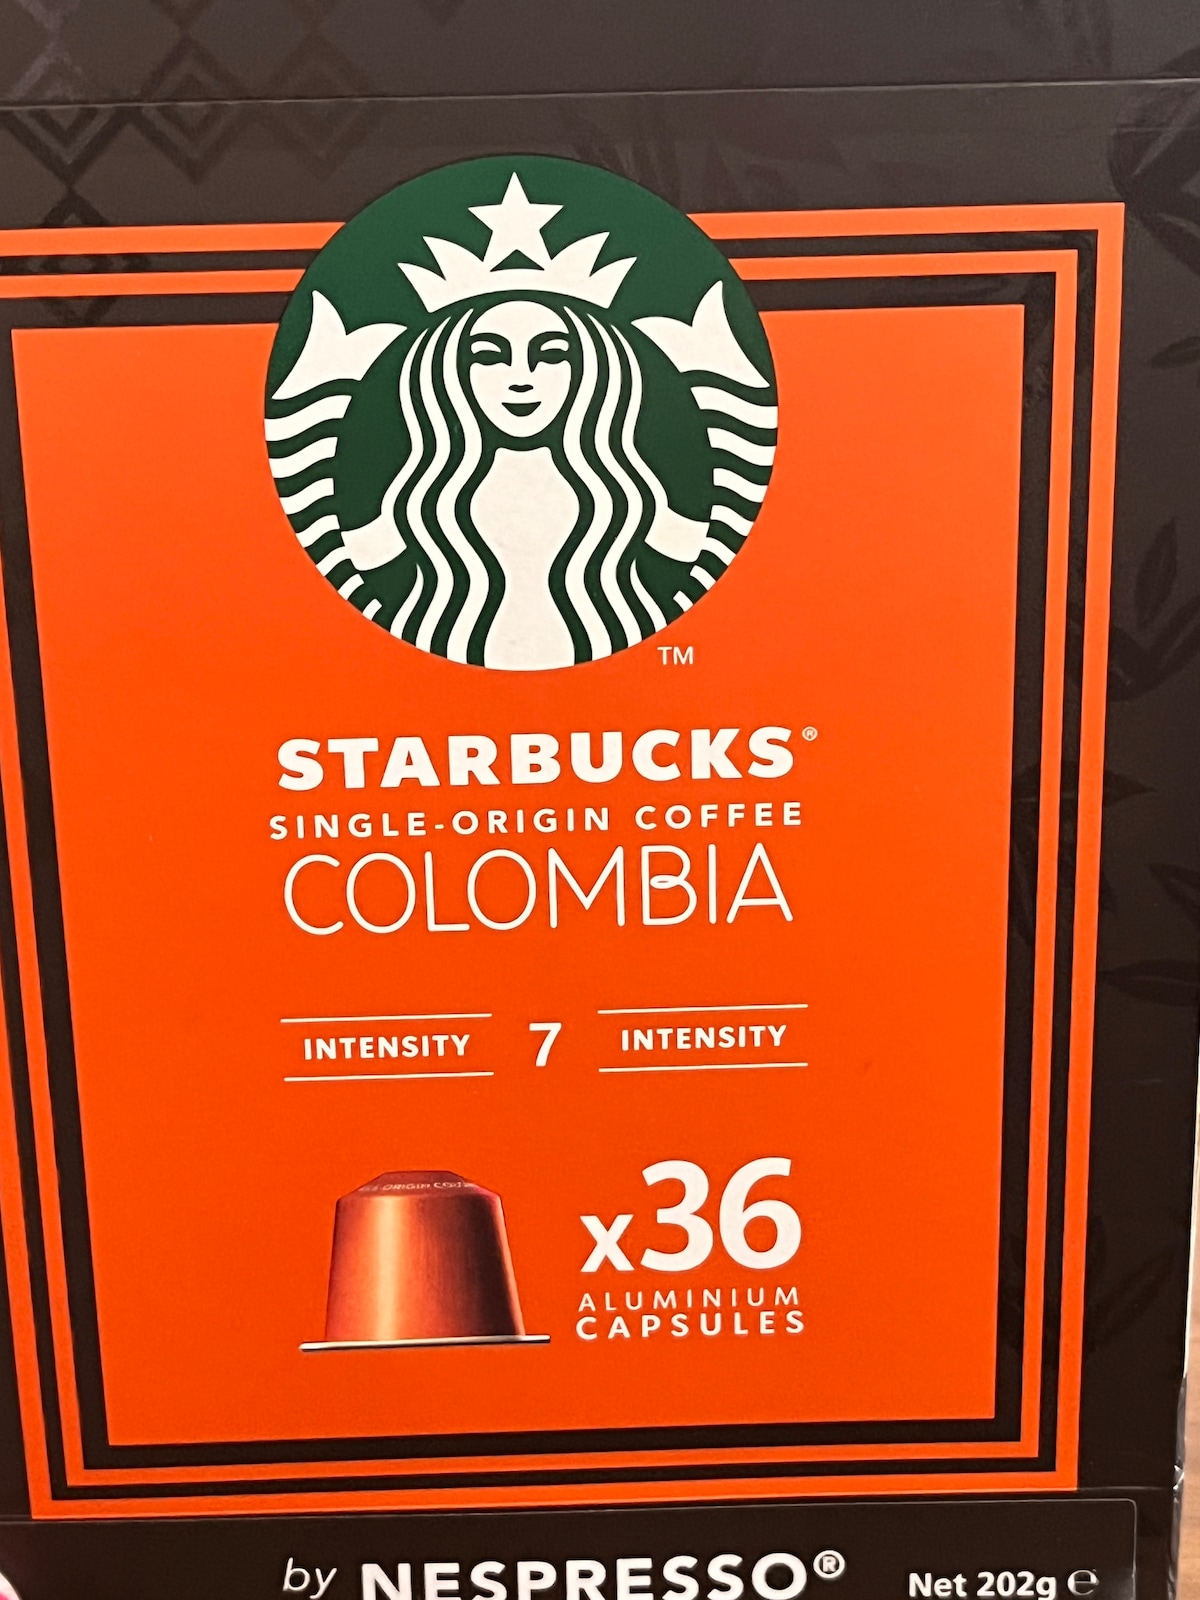 TM
STARBUCKS®
SINGLE-ORIGIN COFFEE
COLOMBIA
INTENSITY 7 INTENSITY
x36
ALUMINIUM
CAPSULES
by NESPRESSO® Net 202g ℮